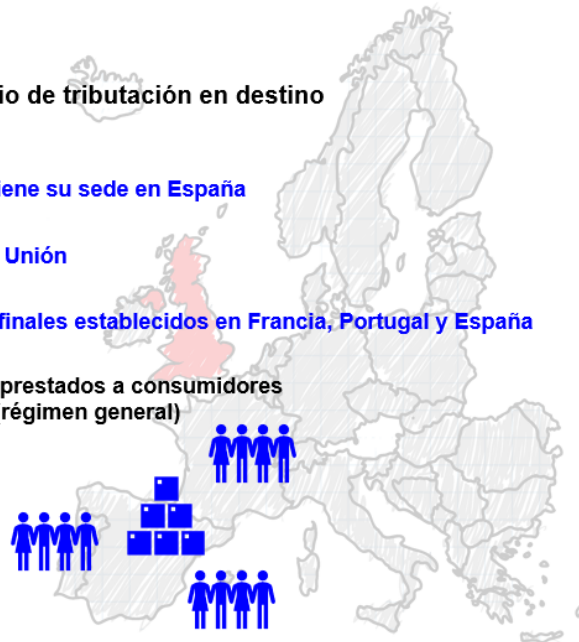 io de tributación en destino
iene su sede en España
Unión
finales establecidos en Francia, Portugal y España
prestados a consumidores
(régimen general)